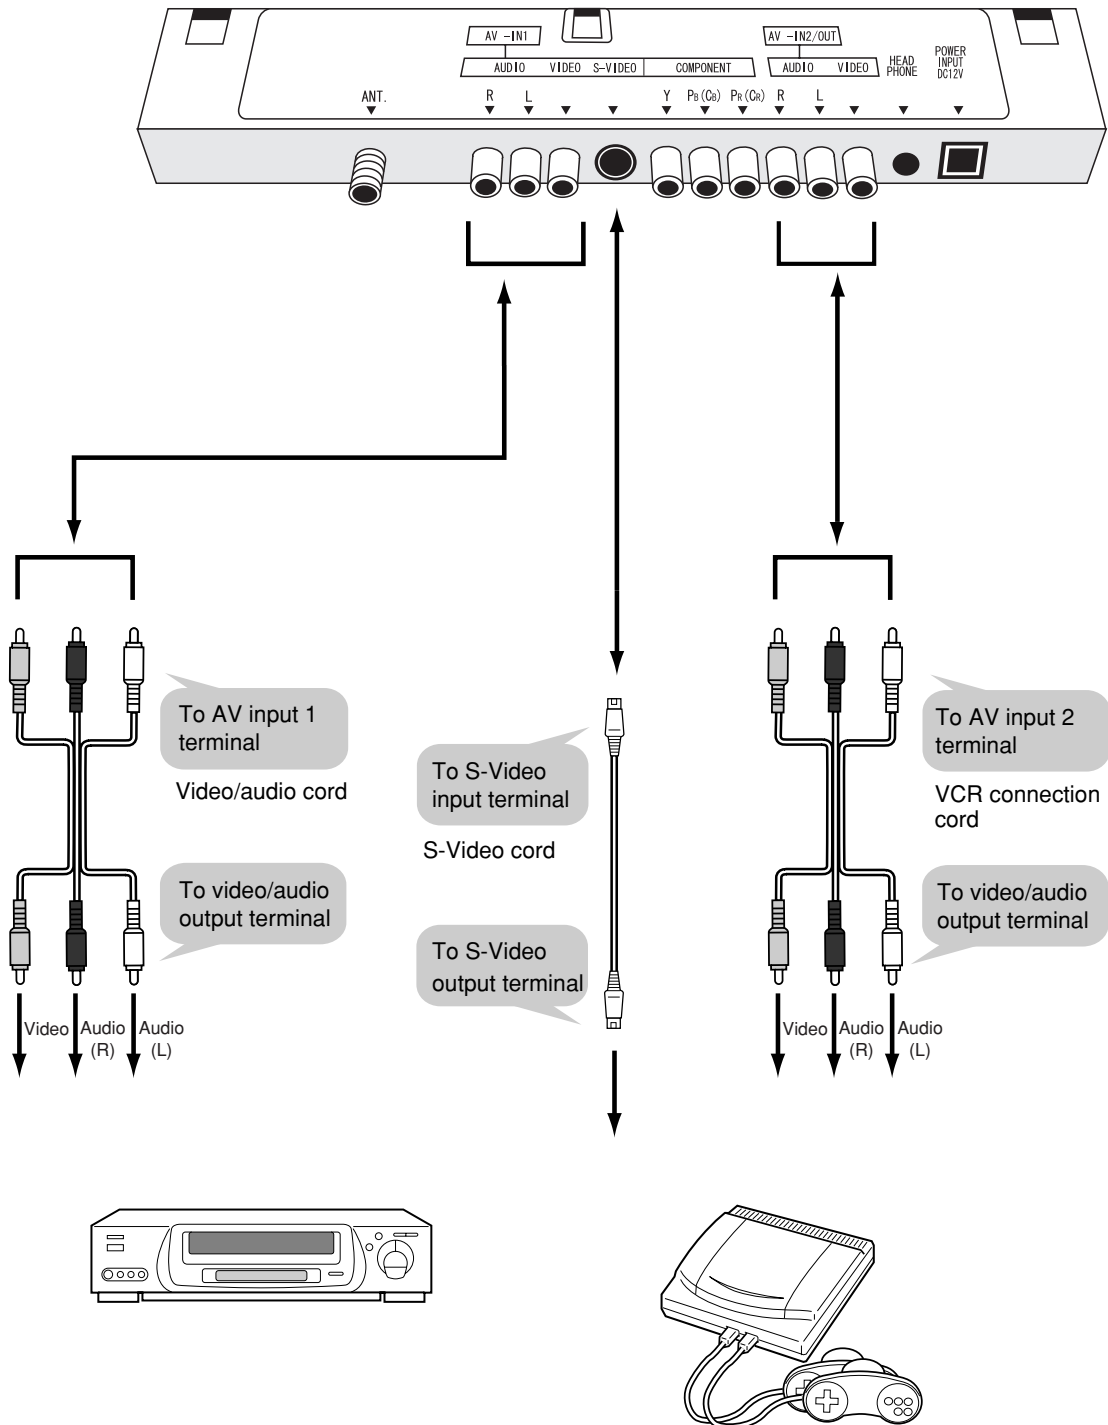 AV -IN1
AV -IN2/OUT
AUDIO VIDEO S-VIDEO COMPONENT
AUDIO VIDEO
HEAD
PHONE
POWER
INPUT
DC12V
ANT.
R L Y PB(CB) PR(CR) R L
To AV input 1
terminal
Video/audio cord
To video/audio
output terminal
Video
Audio
(R)
Audio
(L)
To S-Video
input terminal
S-Video cord
To S-Video
output terminal
To AV input 2
terminal
VCR connection
cord
To video/audio
output terminal
Video
Audio
(R)
Audio
(L)